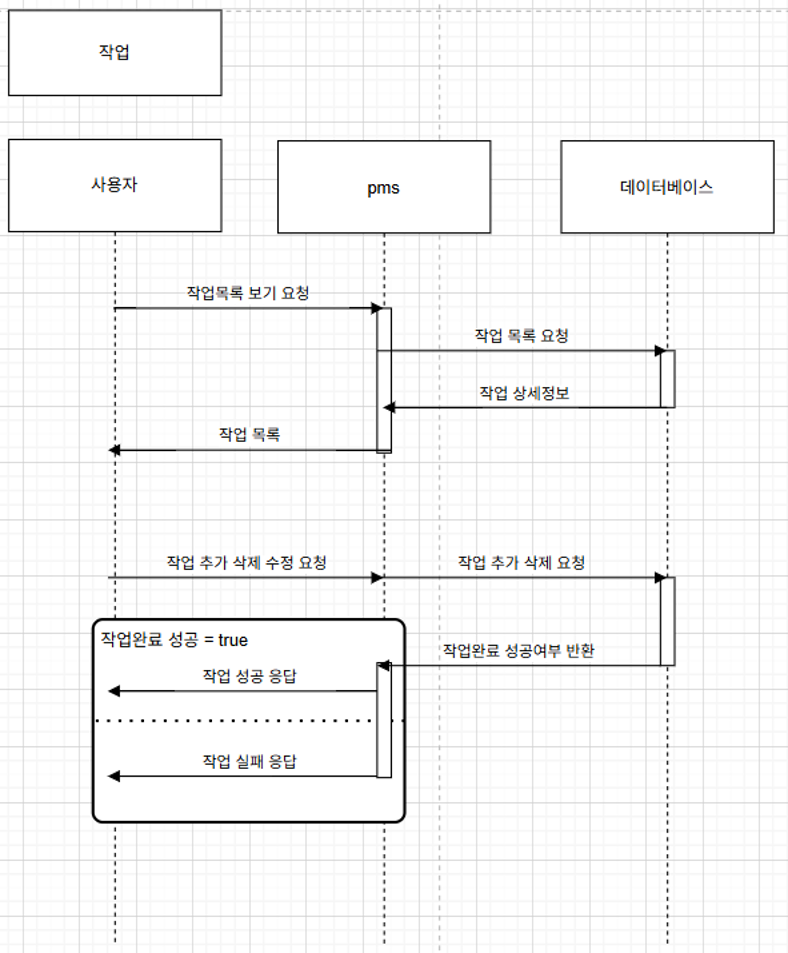 작업
사용자
pms
데이터베이스
작업목록 보기 요청
작업 목록 요청
작업 상세정보
작업 목록
작업 추가 삭제 수정 요청
작업 추가 삭제 요청
작업완료 성공 = true
작업완료 성공여부 반환
작업 성공 응답
작업 실패 응답